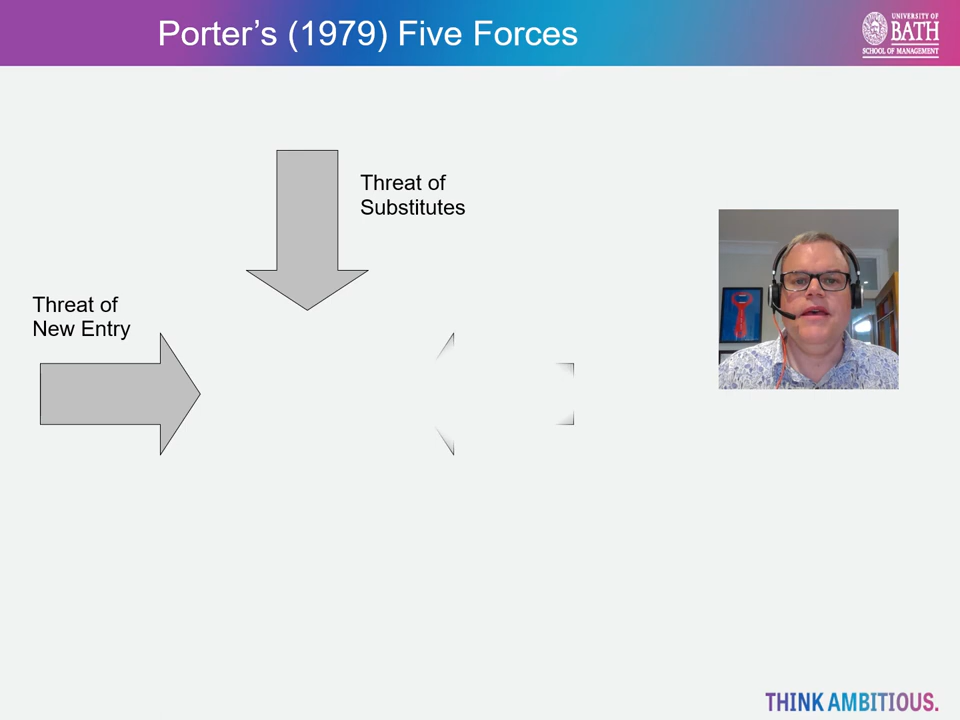 Porter’s (1979) Five Forces
UNIVERSITY OF
BATH
SCHOOL OF MANAGEMENT
Threat of
Substitutes
Threat of
New Entry
THINK AMBITIOUS.